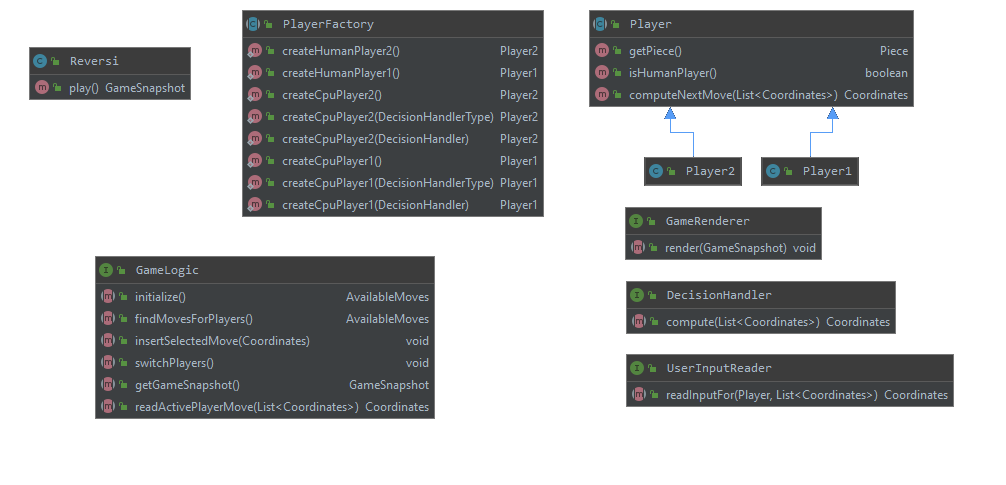 Reversi
play() GameSnapshot
PlayerFactory
createHumanPlayer2() Player2
createHumanPlayer1() Player1
createCpuPlayer2() Player2
createCpuPlayer2(DecisionHandlerType) Player2
createCpuPlayer2(DecisionHandler) Player2
createCpuPlayer1() Player1
createCpuPlayer1(DecisionHandlerType) Player1
createCpuPlayer1(DecisionHandler) Player1
Player
getPiece() Piece
isHumanPlayer() boolean
computeNextMove(List<Coordinates>) Coordinates
Player2
Player1
GameRenderer
render(GameSnapshot) void
GameLogic
initialize() AvailableMoves
findMovesForPlayers() AvailableMoves
insertSelectedMove(Coordinates) void
switchPlayers() void
getGameSnapshot() GameSnapshot
readActivePlayerMove(List<Coordinates>) Coordinates
DecisionHandler
compute(List<Coordinates>) Coordinates
UserInputReader
readInputFor(Player, List<Coordinates>) Coordinates